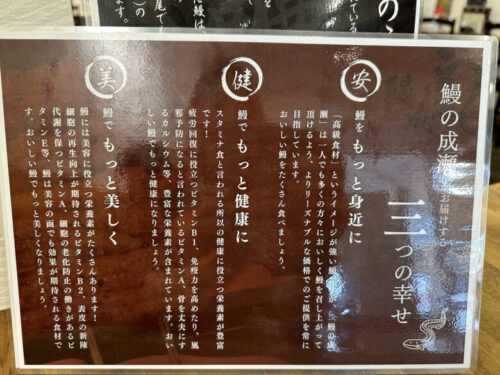 鰻の成瀬がお届けする
三つの幸せ
安
鰻を もっと身近に
「高級食材」というイメージが強い
鰻の成
瀬」は一人でも多くの方々においしく鰻を召し上がって
頂けるよう、よりリーズナブルな価格でのご提供を常に
目指しています。
おいしい鰻をたくさん食べましょう。
健
鰻で もっと健康に
スタミナ食と言われる所以の健康に役立つ栄養素が豊富
です!
疲労回復に役立つビタミンB1、免疫力を高めたり、風
邪予防になると言われているビタミンA、骨を丈夫にす
るカルシウム等、豊富な栄養素が含まれています。おい
しい鰻でもっと健康になりましょう。
美
鰻で もっと美しく
鰻には美容に役立つ栄養素がたくさんあります!
細胞の再生向上が期待されるビタミンB2、表皮の新陳
代謝を保つビタミンA、細胞の老化防止の働きがあるビ
タミンE等、鰻は美容の面でも効果が期待される食材で
す。おいしい鰻でもっと美しくなりましょう。